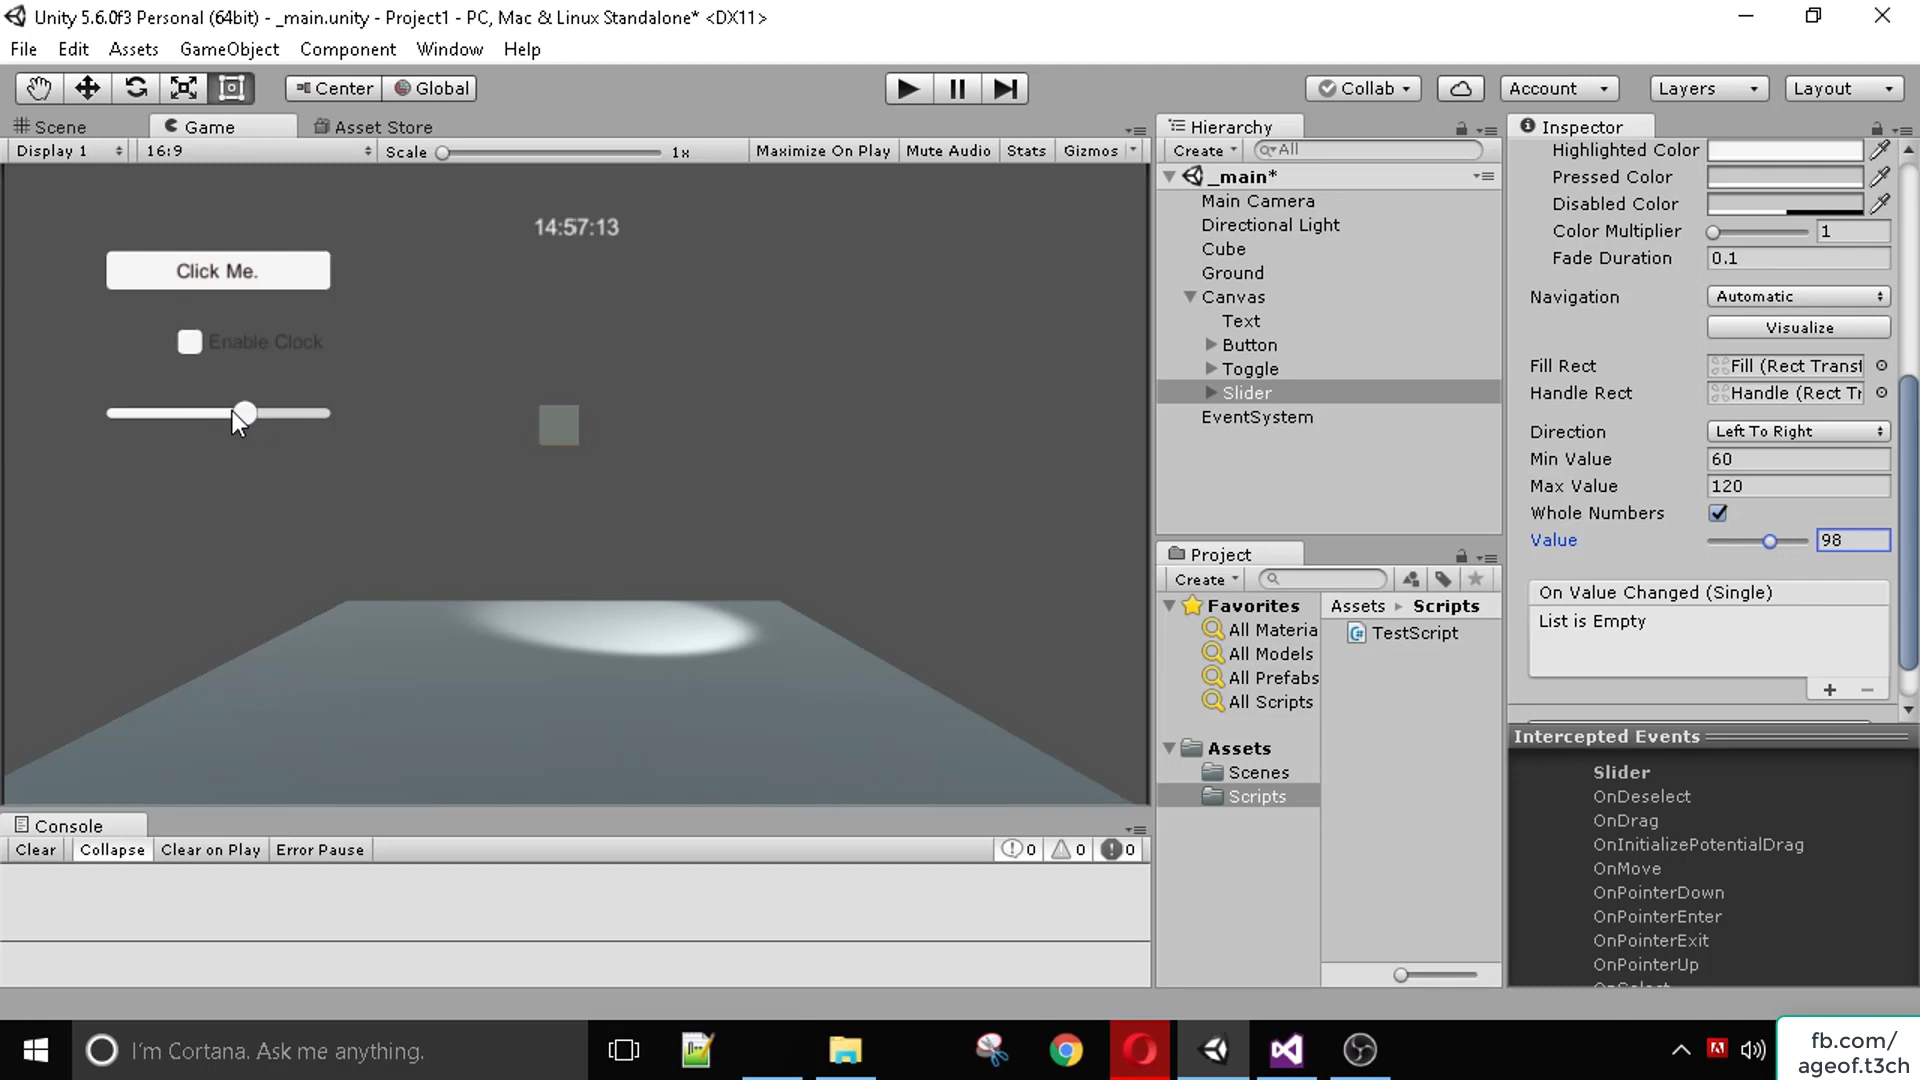 Unity 5.6.0f3 Personal (64bit) - _main.unity - Project1 - PC, Mac & Linux Standalone* <DX11>
File Edit Assets GameObject Component Window Help
Center Global
Collab Account Layers Layout
Scene Game Asset Store
Display 1 16:9 Scale 1x Maximize On Play Mute Audio Stats Gizmos
14:57:13
Click Me.
Enable Clock
Hierarchy
Create All
_main*
Main Camera
Directional Light
Cube
Ground
Canvas
Text
Button
Toggle
Slider
EventSystem
Project
Create
Favorites
All Materia
All Models
All Prefabs
All Scripts
Assets
Scenes
Scripts
Assets Scripts
TestScript
Inspector
Highlighted Color
Pressed Color
Disabled Color
Color Multiplier 1
Fade Duration 0.1
Navigation Automatic
Visualize
Fill Rect Fill (Rect Transf
Handle Rect Handle (Rect Tr
Direction Left To Right
Min Value 60
Max Value 120
Whole Numbers
Value 98
On Value Changed (Single)
List is Empty
Intercepted Events
Slider
OnDeselect
OnDrag
OnInitializePotentialDrag
OnMove
OnPointerDown
OnPointerEnter
OnPointerExit
OnPointerUp
Console
Clear Collapse Clear on Play Error Pause 0 0 0
I'm Cortana. Ask me anything.
fb.com/
ageof.t3ch